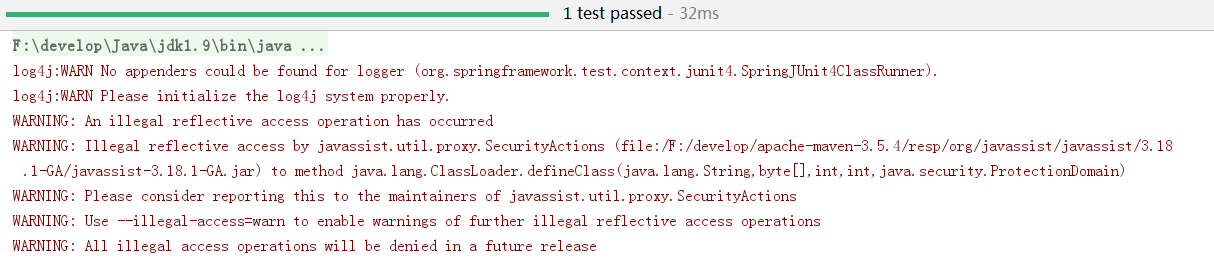 1 test passed - 32ms
F:\develop\Java\jdk1.9\bin\java ...
log4j:WARN No appenders could be found for logger (org.springframework.test.context.junit4.SpringJUnit4ClassRunner).
log4j:WARN Please initialize the log4j system properly.
WARNING: An illegal reflective access operation has occurred
WARNING: Illegal reflective access by javassist.util.proxy.SecurityActions (file:/F:/develop/apache-maven-3.5.4/resp/org/javassist/javassist/3.18
.1-GA/javassist-3.18.1-GA.jar) to method java.lang.ClassLoader.defineClass(java.lang.String,byte[],int,int,java.security.ProtectionDomain)
WARNING: Please consider reporting this to the maintainers of javassist.util.proxy.SecurityActions
WARNING: Use --illegal-access=warn to enable warnings of further illegal reflective access operations
WARNING: All illegal access operations will be denied in a future release